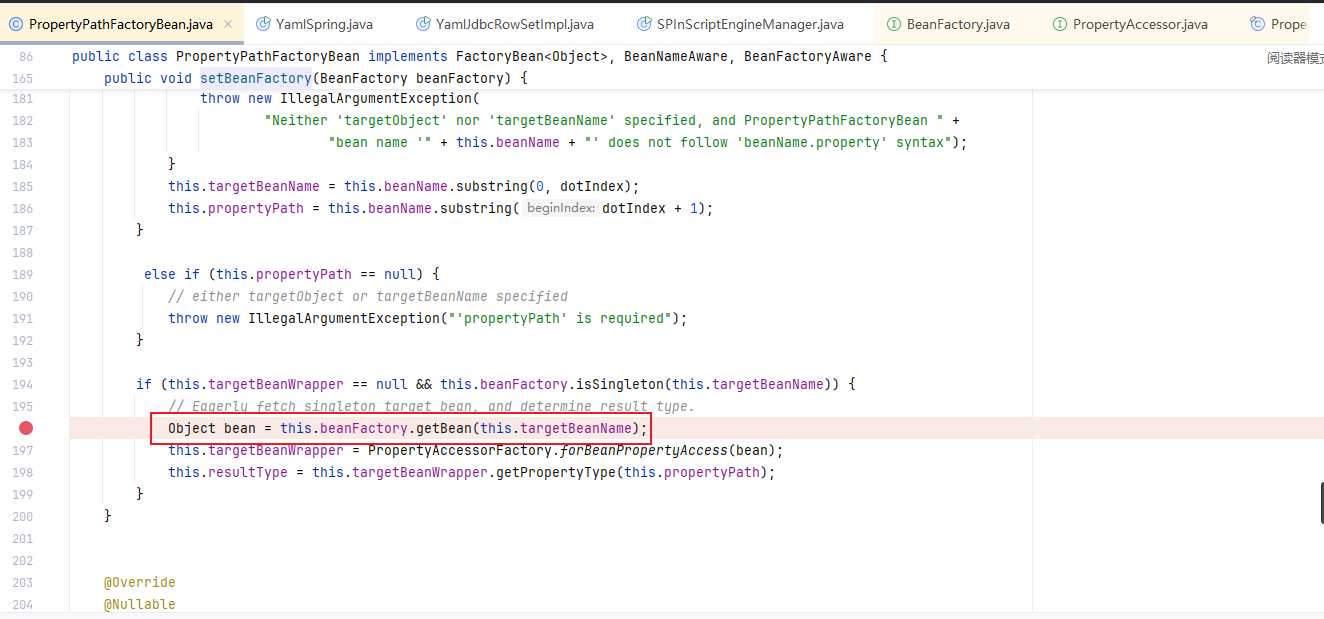 PropertyPathFactoryBean.java × YamlSpring.java YamlJdbcRowSetImpl.java SPInScriptEngineManager.java BeanFactory.java PropertyAccessor.java Prope
86 public class PropertyPathFactoryBean implements FactoryBean<Object>, BeanNameAware, BeanFactoryAware { 阅读器模式
165 public void setBeanFactory(BeanFactory beanFactory) {
181 throw new IllegalArgumentException(
182 "Neither 'targetObject' nor 'targetBeanName' specified, and PropertyPathFactoryBean " +
183 "bean name '" + this.beanName + "' does not follow 'beanName.property' syntax");
184 }
185 this.targetBeanName = this.beanName.substring(0, dotIndex);
186 this.propertyPath = this.beanName.substring( beginIndex: dotIndex + 1);
187 }
188
189 else if (this.propertyPath == null) {
190 // either targetObject or targetBeanName specified
191 throw new IllegalArgumentException("'propertyPath' is required");
192 }
193
194 if (this.targetBeanWrapper == null && this.beanFactory.isSingleton(this.targetBeanName)) {
195 // Eagerly fetch singleton target bean, and determine result type.
Object bean = this.beanFactory.getBean(this.targetBeanName);
197 this.targetBeanWrapper = PropertyAccessorFactory.forBeanPropertyAccess(bean);
198 this.resultType = this.targetBeanWrapper.getPropertyType(this.propertyPath);
199 }
200 }
201
202
203 @Override
204 @Nullable